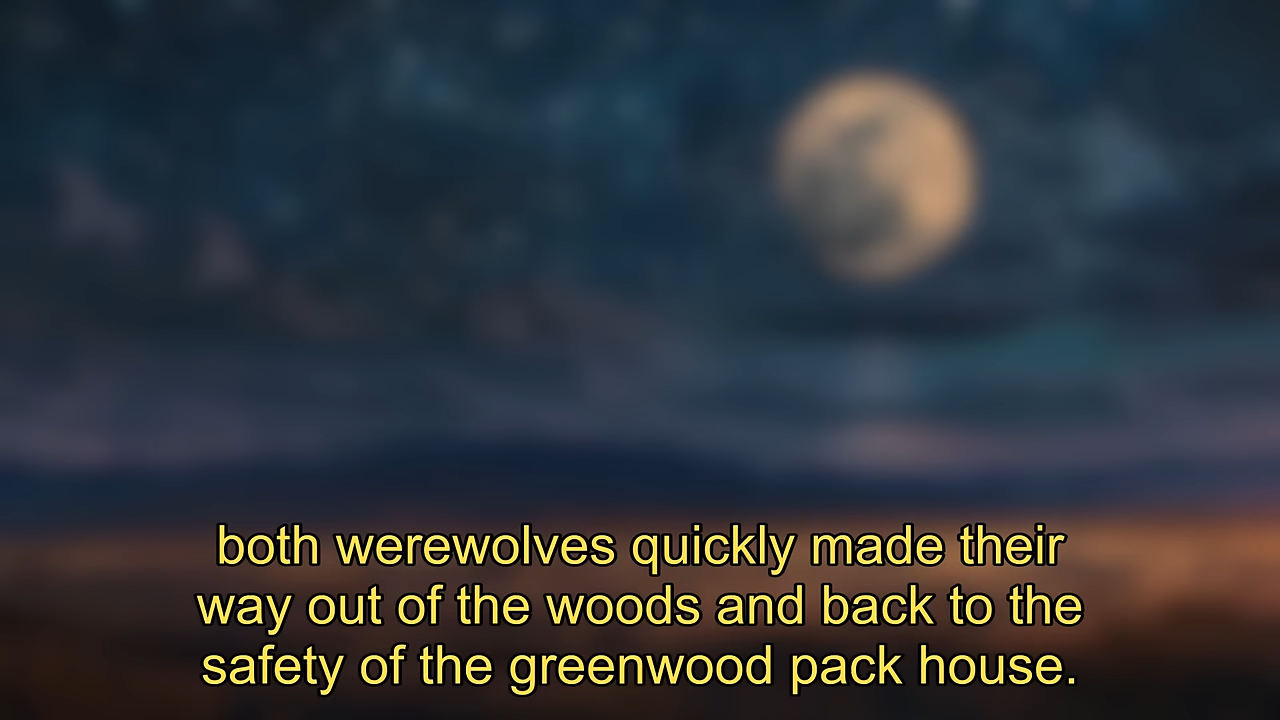 both werewolves quickly made their
way out of the woods and back to the
safety of the greenwood pack house.